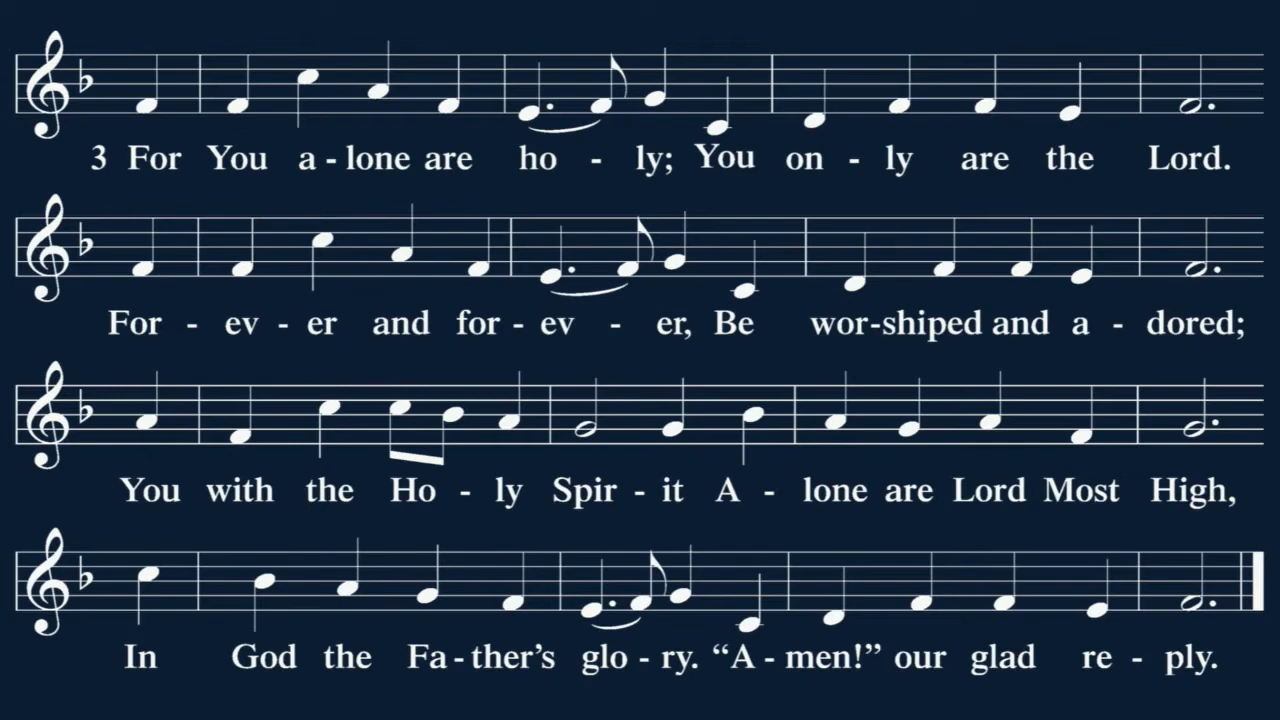 3 For You a - lone are ho - ly; You on - ly are the Lord.
For - ev - er and for - ev - er, Be wor-shiped and a - dored;
You with the Ho - ly Spir - it A - lone are Lord Most High,
In God the Fa - ther’s glo - ry. “A - men!” our glad re - ply.